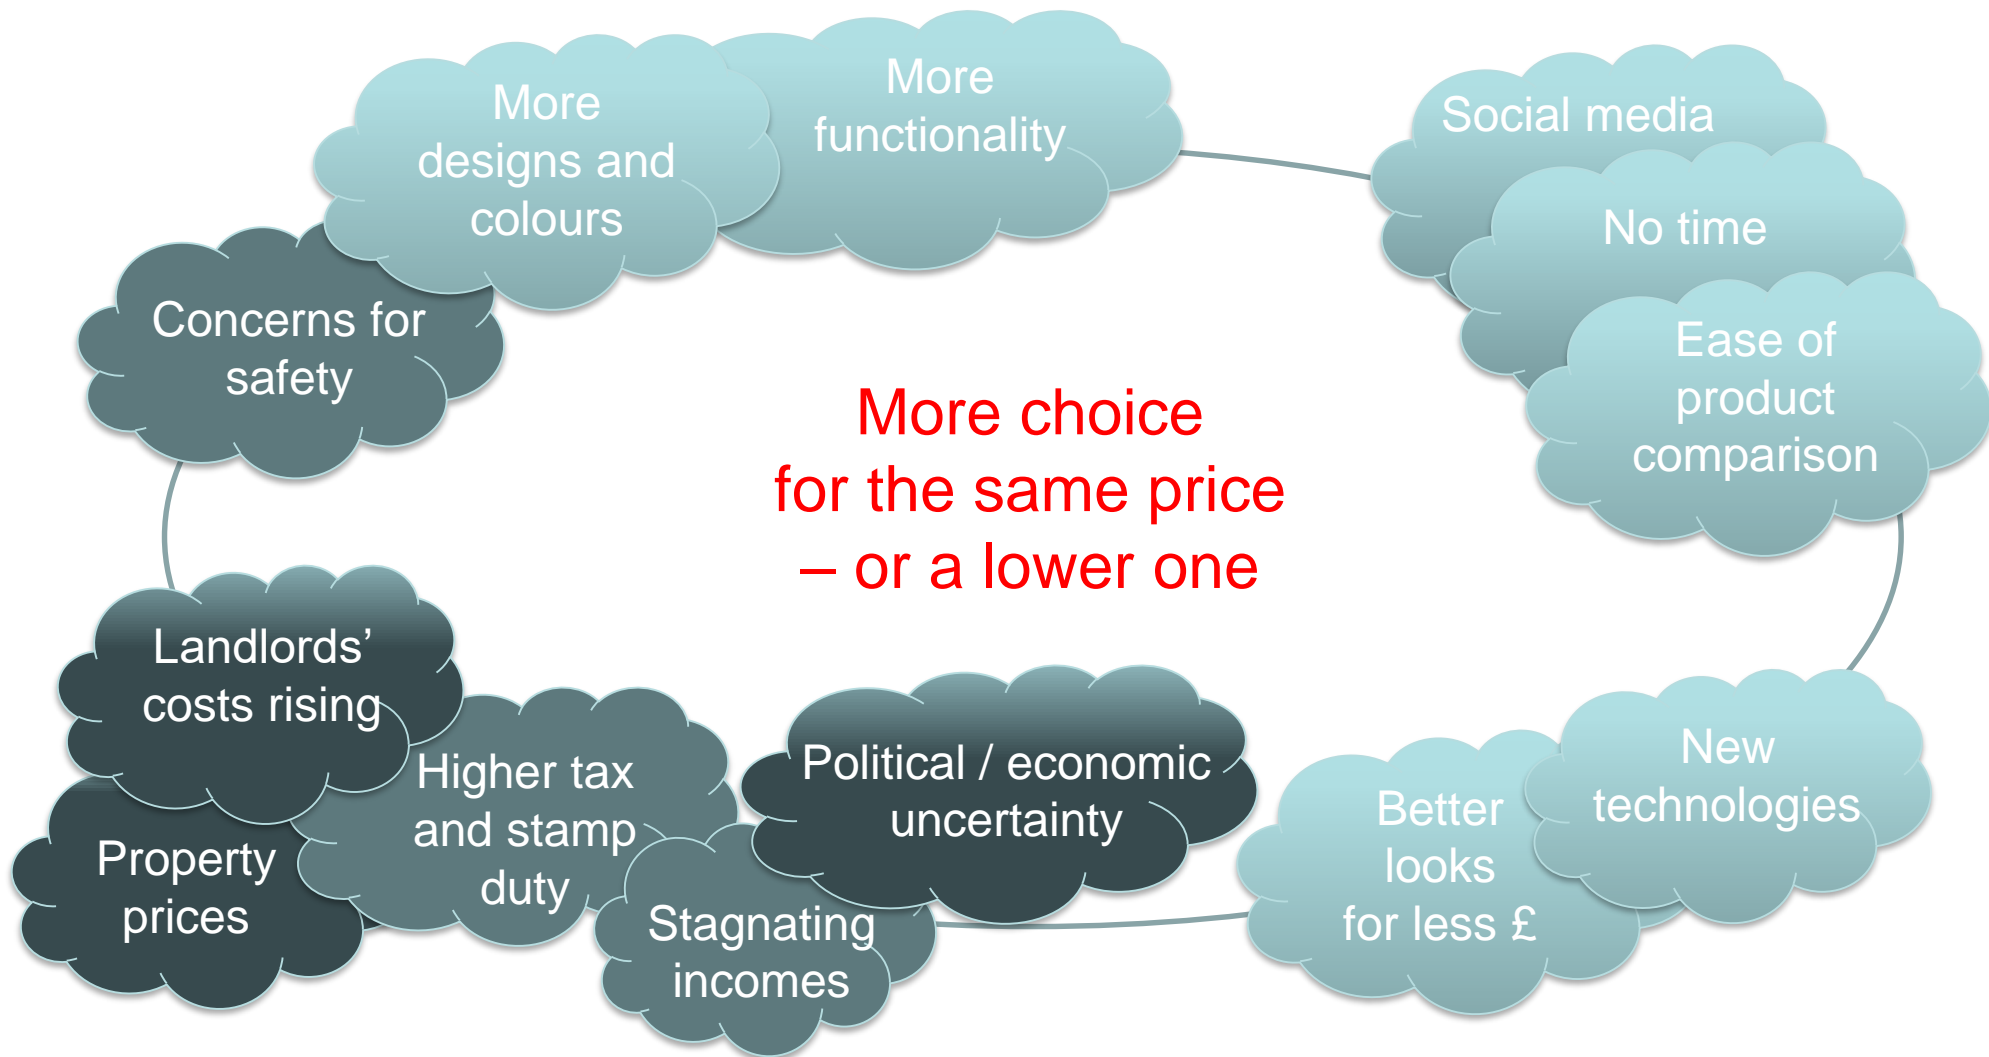 More
designs and
colours
More
functionality
Social media
No time
Ease of
product
comparison
Concerns for
safety
More choice
for the same price
– or a lower one
Landlords’
costs rising
Property
prices
Higher tax
and stamp
duty
Stagnating
incomes
Political / economic
uncertainty
Better
looks
for less £
New
technologies